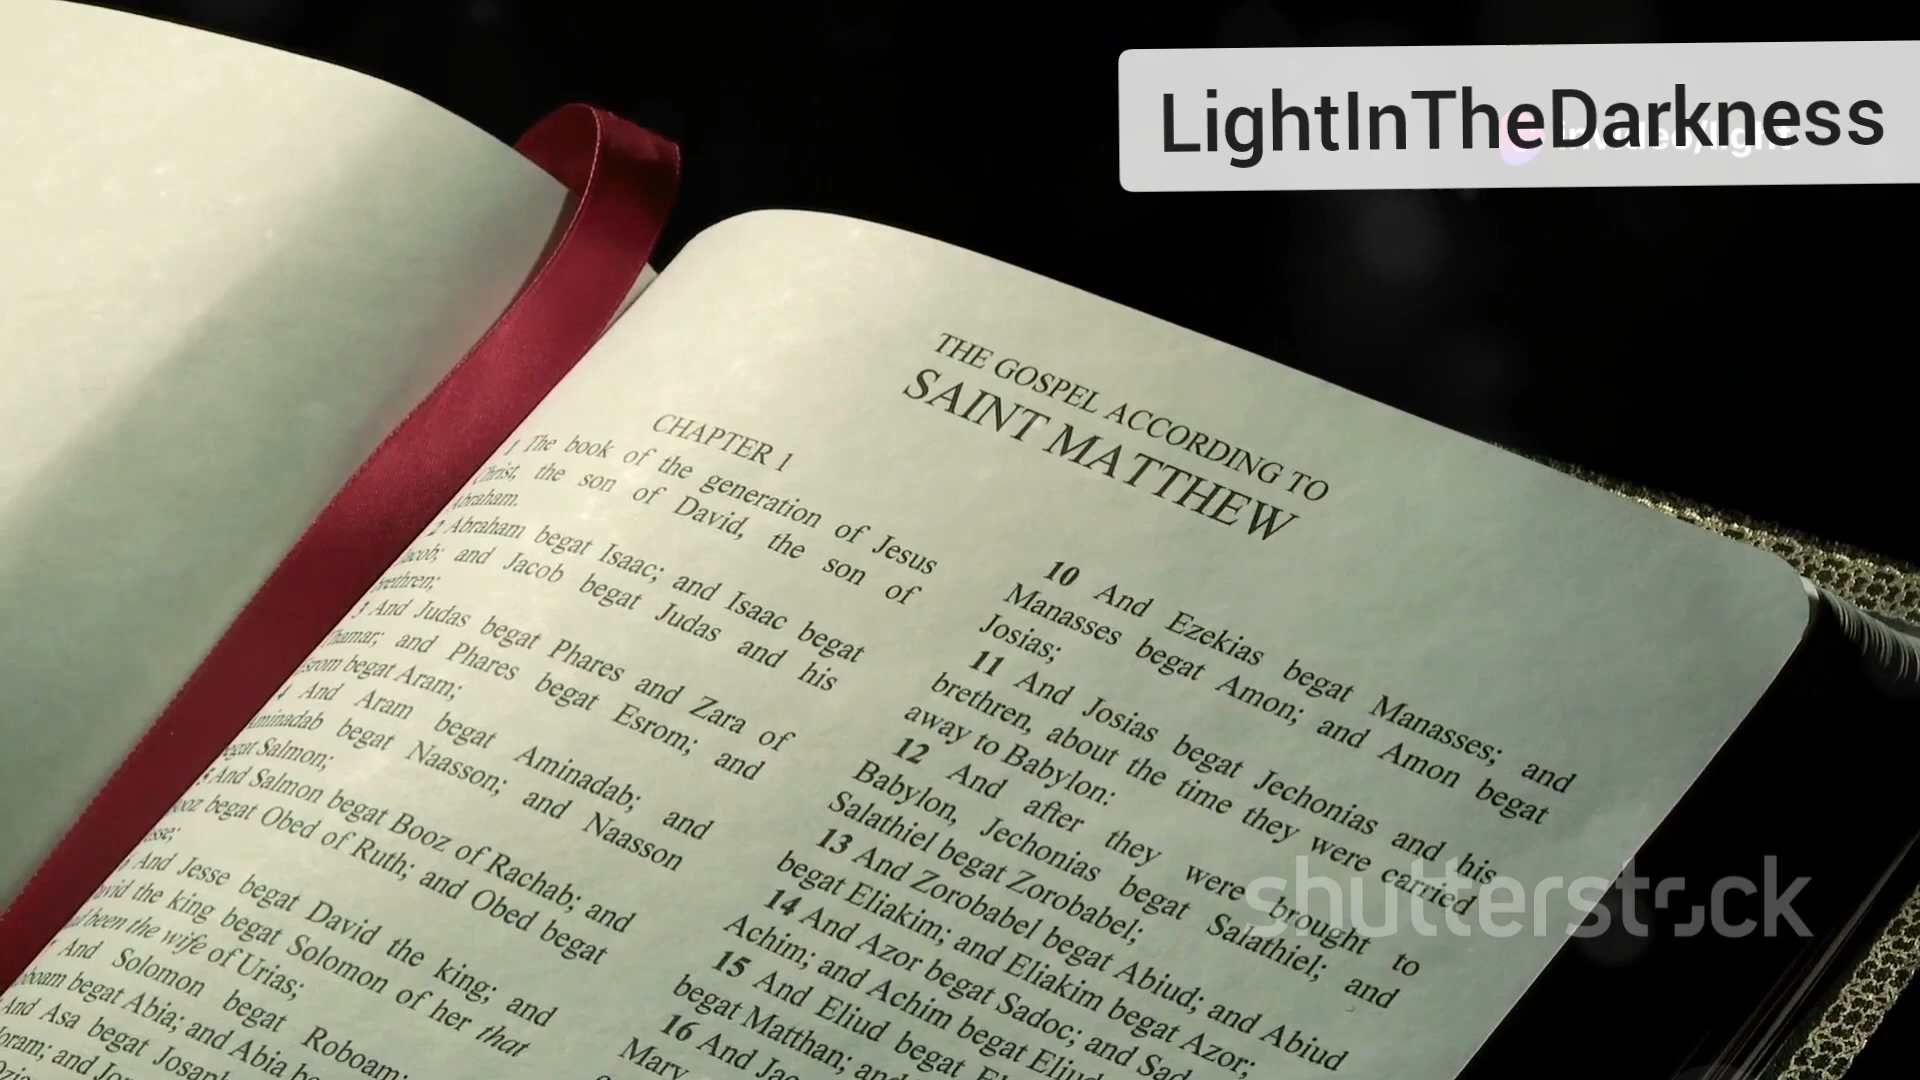 LightInTheDarkness
THE GOSPEL ACCORDING TO
SAINT MATTHEW
CHAPTER 1
1 The book of the generation of Jesus
Christ, the son of David, the son of
Abraham.
2 Abraham begat Isaac; and Isaac begat
Jacob; and Jacob begat Judas and his
brethren;
3 And Judas begat Phares and Zara of
Thamar; and Phares begat Esrom; and
Esrom begat Aram;
4 And Aram begat Aminadab; and
Aminadab begat Naasson; and Naasson
begat Salmon;
5 And Salmon begat Booz of Rachab; and
Booz begat Obed of Ruth; and Obed begat
Jesse;
6 And Jesse begat David the king; and
David the king begat Solomon of her that
had been the wife of Urias;
And Solomon begat Roboam;
begat Abia; and Abia
And Asa begat
10 And Ezekias begat Manasses; and
Manasses begat Amon; and Amon begat
Josias;
11 And Josias begat Jechonias and his
brethren, about the time they were carried
away to Babylon:
12 And after they were brought to
Babylon, Jechonias begat Salathiel; and
Salathiel begat Zorobabel;
13 And Zorobabel begat Abiud; and Abiud
begat Eliakim; and Eliakim begat Azor;
14 And Azor begat Sadoc; and
Achim; and Achim begat
15 And Eliud begat
begat Matthan; and
16 And
Mary
shutterstock